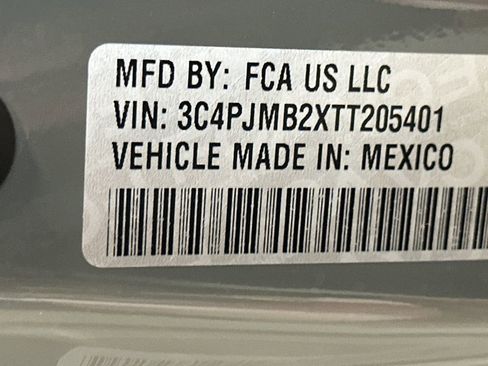 MFD BY: FCA US LLC
VIN: 3C4PJMB2XTT205401
VEHICLE MADE IN: MEXICO